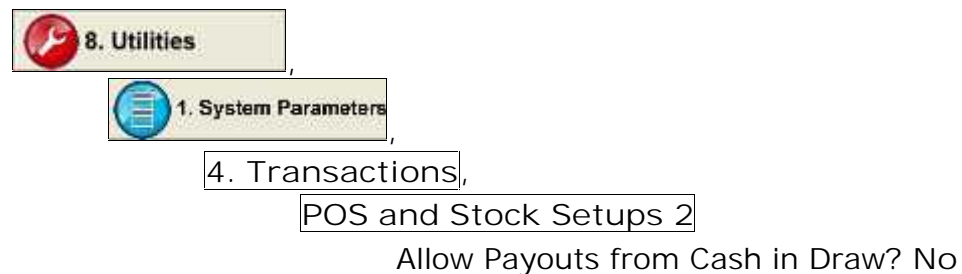 8. Utilities,
1. System Parameters,
4. Transactions,
POS and Stock Setups 2
Allow Payouts from Cash in Draw? No